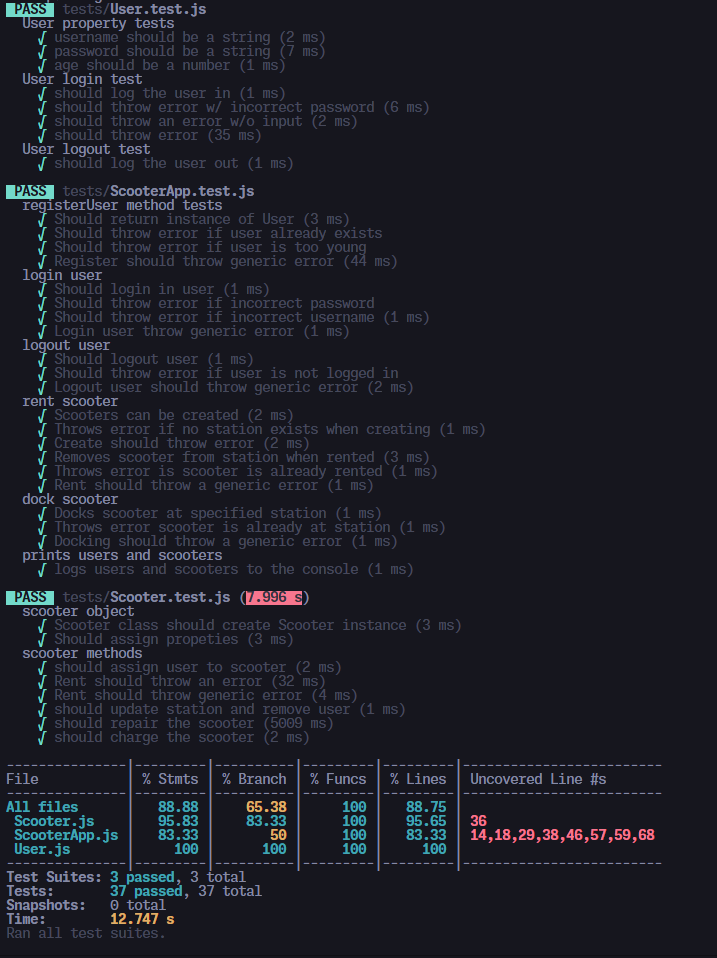 PASS tests/User.test.js
User property tests
√ username should be a string (2 ms)
√ password should be a string (7 ms)
√ age should be a number (1 ms)
User login test
√ should log the user in (1 ms)
√ should throw error w/ incorrect password (6 ms)
√ should throw an error w/o input (2 ms)
√ should throw error (35 ms)
User logout test
√ should log the user out (1 ms)
PASS tests/ScooterApp.test.js
registerUser method tests
√ Should return instance of User (3 ms)
√ Should throw error if user already exists
√ Should throw error if user is too young
√ Register should throw generic error (44 ms)
login user
√ Should login in user (1 ms)
√ Should throw error if incorrect password
√ Should throw error if incorrect username (1 ms)
√ Login user throw generic error (1 ms)
logout user
√ Should logout user (1 ms)
√ Should throw error if user is not logged in
√ Logout user should throw generic error (2 ms)
rent scooter
√ Scooters can be created (2 ms)
√ Throws error if no station exists when creating (1 ms)
√ Create should throw error (2 ms)
√ Removes scooter from station when rented (3 ms)
√ Throws error is scooter is already rented (1 ms)
√ Rent should throw a generic error (1 ms)
dock scooter
√ Docks scooter at specified station (1 ms)
√ Throws error scooter is already at station (1 ms)
√ Docking should throw a generic error (1 ms)
prints users and scooters
√ logs users and scooters to the console (1 ms)
PASS tests/Scooter.test.js (7.996 s)
scooter object
√ Scooter class should create Scooter instance (3 ms)
√ Should assign propeties (3 ms)
scooter methods
√ should assign user to scooter (2 ms)
√ Rent should throw an error (32 ms)
√ Rent should throw generic error (4 ms)
√ should update station and remove user (1 ms)
√ should repair the scooter (5009 ms)
√ should charge the scooter (2 ms)
---------------|---------|----------|---------|---------|-------------------------
File | % Stmts | % Branch | % Funcs | % Lines | Uncovered Line #s
---------------|---------|----------|---------|---------|-------------------------
All files | 88.88 | 65.38 | 100 | 88.75 |
Scooter.js | 95.83 | 83.33 | 100 | 95.65 | 36
ScooterApp.js | 83.33 | 50 | 100 | 83.33 | 14,18,29,38,46,57,59,68
User.js | 100 | 100 | 100 | 100 |
---------------|---------|----------|---------|---------|-------------------------
Test Suites: 3 passed, 3 total
Tests: 37 passed, 37 total
Snapshots: 0 total
Time: 12.747 s
Ran all test suites.